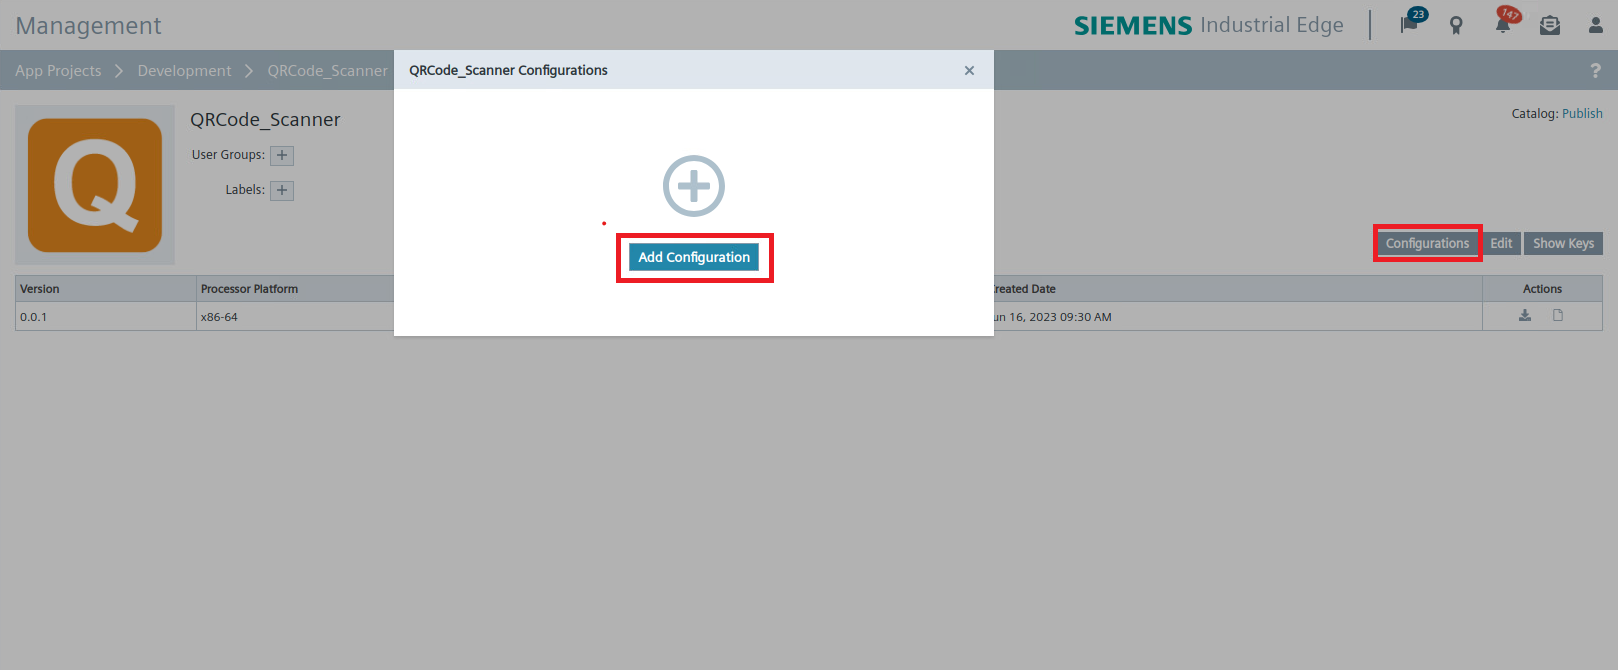 Management
SIEMENS Industrial Edge
23
147
App Projects > Development > QRCode_Scanner
QRCode_Scanner Configurations
×
?
QRCode_Scanner
User Groups: +
Labels: +
Catalog: Publish
Q
Add Configuration
Configurations Edit Show Keys
Version Processor Platform reated Date Actions
0.0.1 x86-64 un 16, 2023 09:30 AM